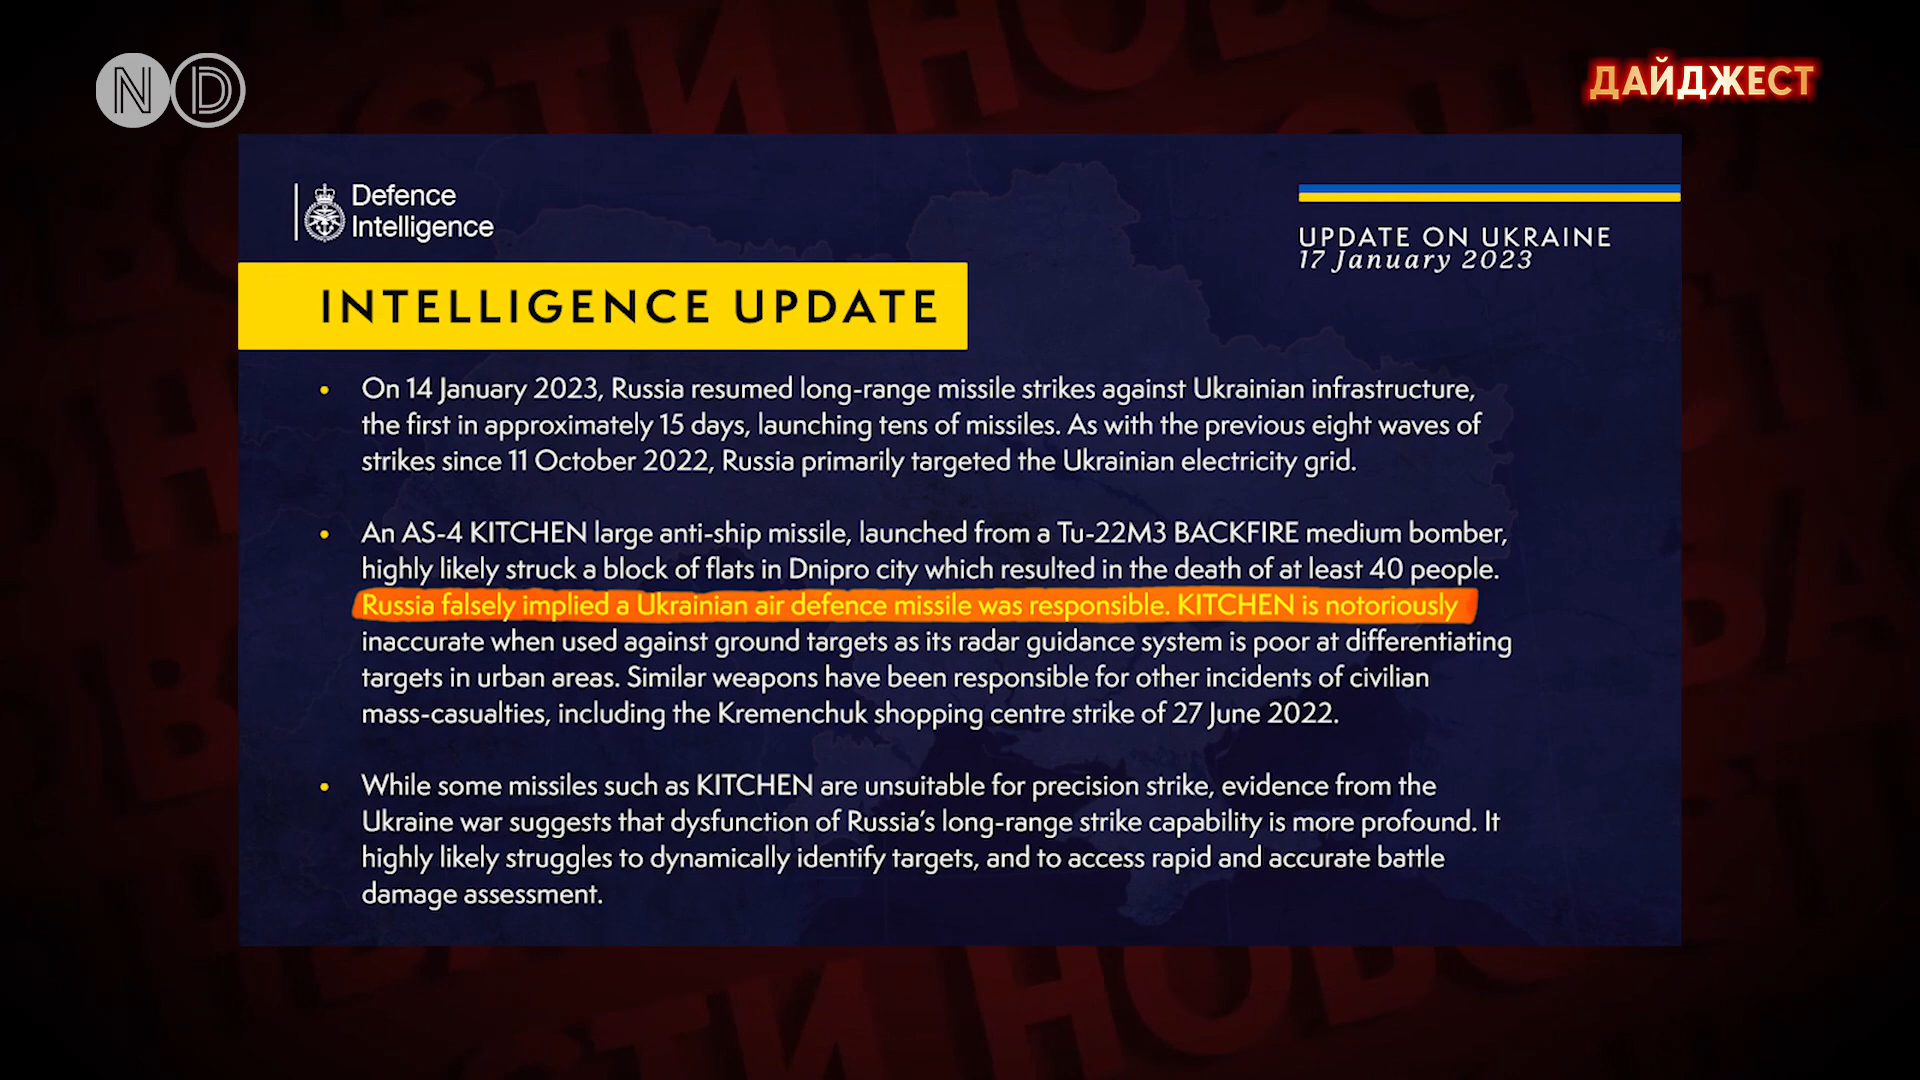 ND
ДАЙДЖЕСТ
Defence
Intelligence
UPDATE ON UKRAINE
17 January 2023
INTELLIGENCE UPDATE
• On 14 January 2023, Russia resumed long-range missile strikes against Ukrainian infrastructure,
the first in approximately 15 days, launching tens of missiles. As with the previous eight waves of
strikes since 11 October 2022, Russia primarily targeted the Ukrainian electricity grid.
• An AS-4 KITCHEN large anti-ship missile, launched from a Tu-22M3 BACKFIRE medium bomber,
highly likely struck a block of flats in Dnipro city which resulted in the death of at least 40 people.
Russia falsely implied a Ukrainian air defence missile was responsible. KITCHEN is notoriously
inaccurate when used against ground targets as its radar guidance system is poor at differentiating
targets in urban areas. Similar weapons have been responsible for other incidents of civilian
mass-casualties, including the Kremenchuk shopping centre strike of 27 June 2022.
• While some missiles such as KITCHEN are unsuitable for precision strike, evidence from the
Ukraine war suggests that dysfunction of Russia's long-range strike capability is more profound. It
highly likely struggles to dynamically identify targets, and to access rapid and accurate battle
damage assessment.